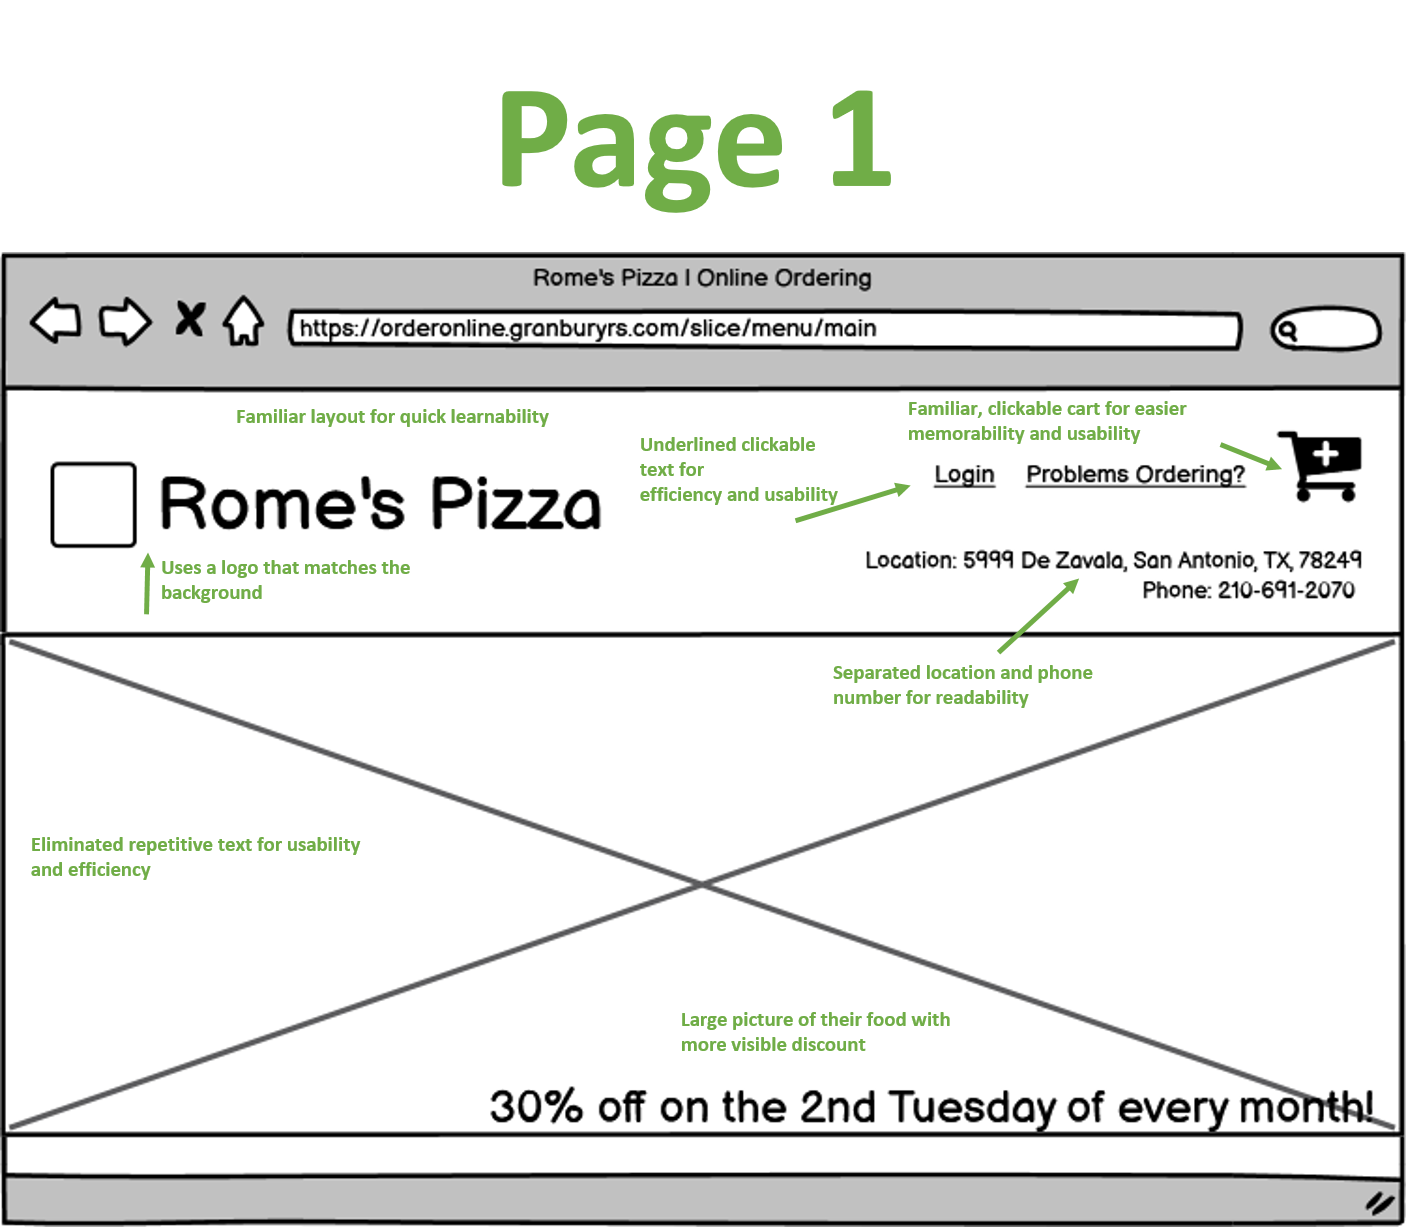 Page 1
Rome's Pizza | Online Ordering
https://orderonline.granburyrs.com/slice/menu/main
Familiar layout for quick learnability
Familiar, clickable cart for easier
memorability and usability
Underlined clickable
text for
efficiency and usability
Login
Problems Ordering?
Rome's Pizza
Uses a logo that matches the
background
Location: 5999 De Zavala, San Antonio, TX, 78249
Phone: 210-691-2070
Separated location and phone
number for readability
Eliminated repetitive text for usability
and efficiency
Large picture of their food with
more visible discount
30% off on the 2nd Tuesday of every month!